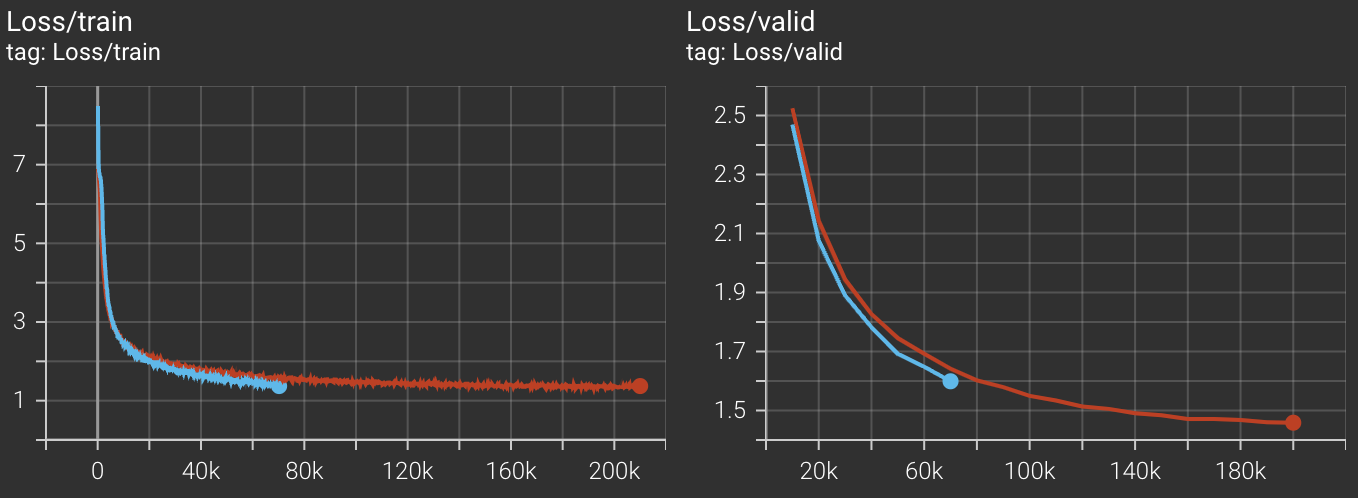 Loss/train
tag: Loss/train
7
5
3
1
0 40k 80k 120k 160k 200k
Loss/valid
tag: Loss/valid
2.5
2.3
2.1
1.9
1.7
1.5
20k 60k 100k 140k 180k